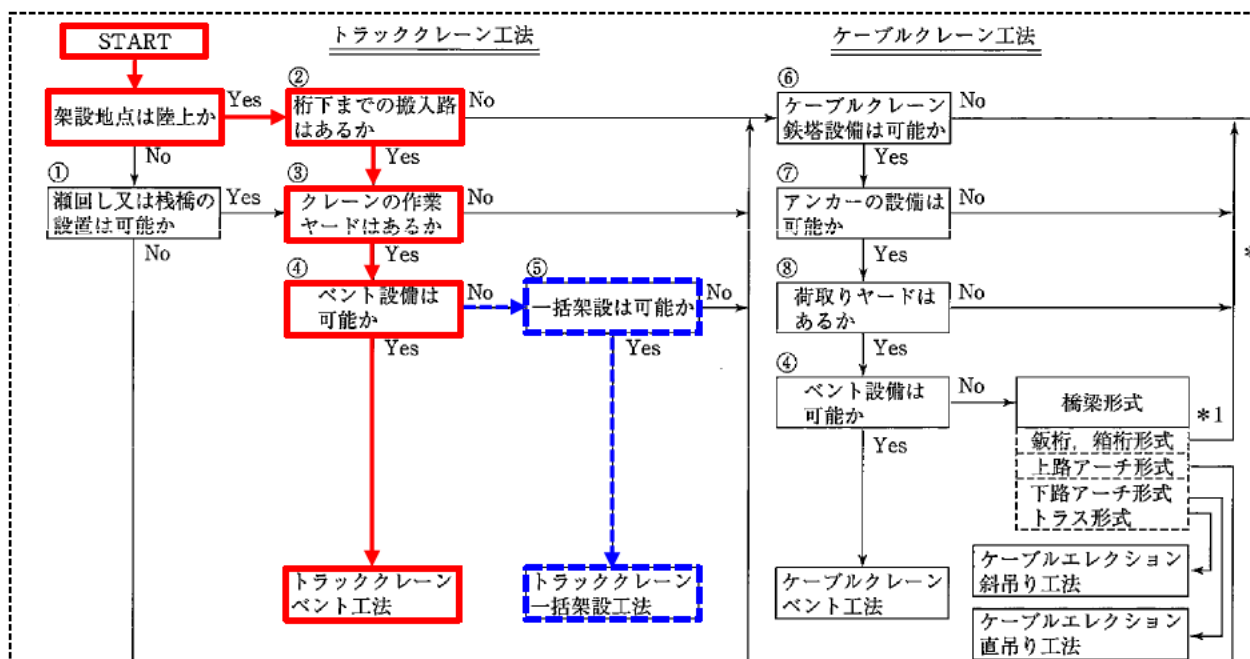 START
トラッククレーン工法
ケーブルクレーン工法
架設地点は陸上か
Yes
No
①
瀬回し又は桟橋の
設置は可能か
Yes
No
②
桁下までの搬入路
はあるか
No
Yes
③
クレーンの作業
ヤードはあるか
No
Yes
④
ベント設備は
可能か
No
Yes
⑤
一括架設は可能か
No
Yes
トラッククレーン
ベント工法
トラッククレーン
一括架設工法
⑥
ケーブルクレーン
鉄塔設備は可能か
No
Yes
⑦
アンカーの設備は
可能か
No
Yes
⑧
荷取りヤードは
あるか
No
Yes
④
ベント設備は
可能か
No
Yes
橋梁形式
*1
鈑桁,箱桁形式
上路アーチ形式
下路アーチ形式
トラス形式
ケーブルクレーン
ベント工法
ケーブルエレクション
斜吊り工法
ケーブルエレクション
直吊り工法